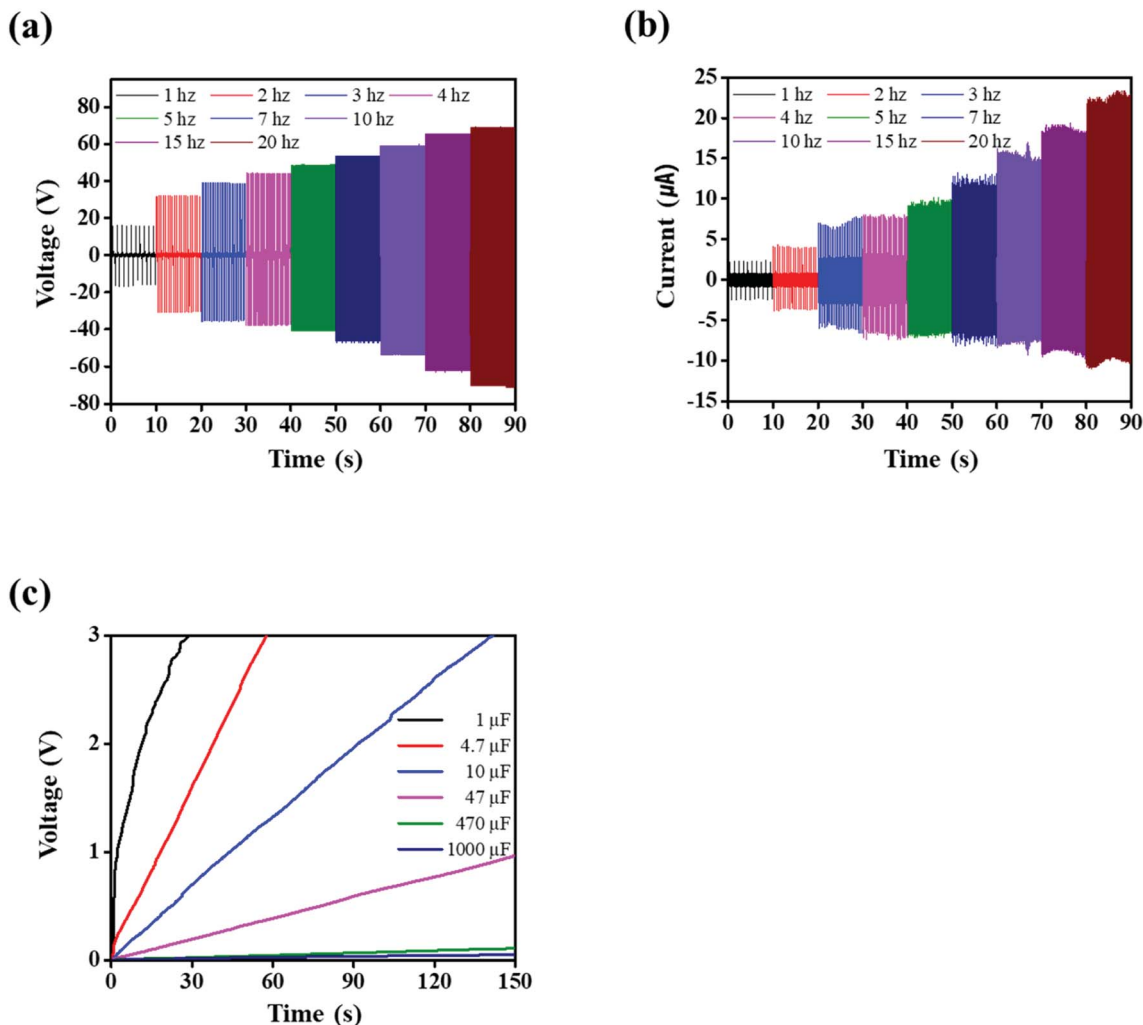 (a)
1 hz 2 hz 3 hz 4 hz
5 hz 7 hz 10 hz
15 hz 20 hz
80
60
40
20
0
-20
-40
-60
-80
Voltage (V)
0 10 20 30 40 50 60 70 80 90
Time (s)
(b)
1 hz 2 hz 3 hz
4 hz 5 hz 7 hz
10 hz 15 hz 20 hz
25
20
15
10
5
0
-5
-10
-15
Current (㎂)
0 10 20 30 40 50 60 70 80 90
Time (s)
(c)
3
2
1
0
Voltage (V)
1 µF
4.7 µF
10 µF
47 µF
470 µF
1000 µF
0 30 60 90 120 150
Time (s)